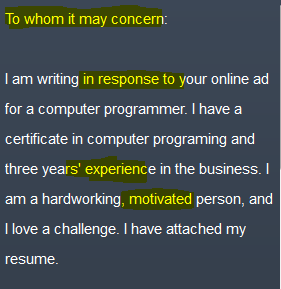 To whom it may concern:
I am writing in response to your online ad
for a computer programmer. I have a
certificate in computer programing and
three years' experience in the business. I
am a hardworking, motivated person, and
I love a challenge. I have attached my
resume.